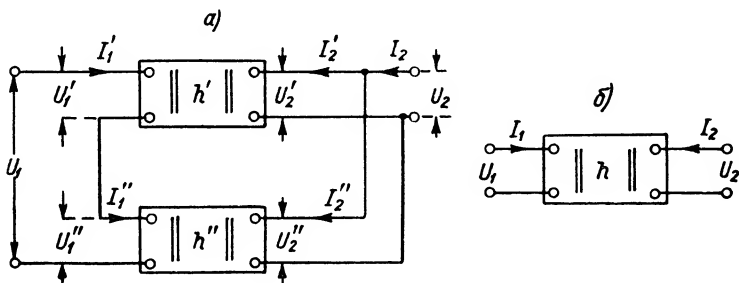 а)
I₁′ I₂′ I₂
U₁′ ‖ h′ ‖ U₂′ U₂
U₁
I₁″ I₂″
U₁″ ‖ h″ ‖ U₂″
б)
I₁ I₂
U₁ ‖ h ‖ U₂